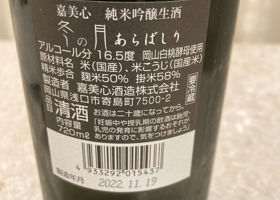 嘉美心 純米吟醸生酒
冬の月 あらばしり
アルコール分 16.5度 岡山白桃酵母使用
原材料名 米(国産)、米こうじ(国産米)
精米歩合 麹米50% 掛米58%
製造者 嘉美心酒造株式会社
岡山県浅口市寄島町7500-2
要冷蔵
品目 清酒
内容量 720ml
お酒は二十歳になってから。
「妊娠中や授乳期の飲酒は胎児・
乳児の発育に影響するおそれが
ありますので、気をつけましょう」
4 933292 015437
製造年月 2022.11.19